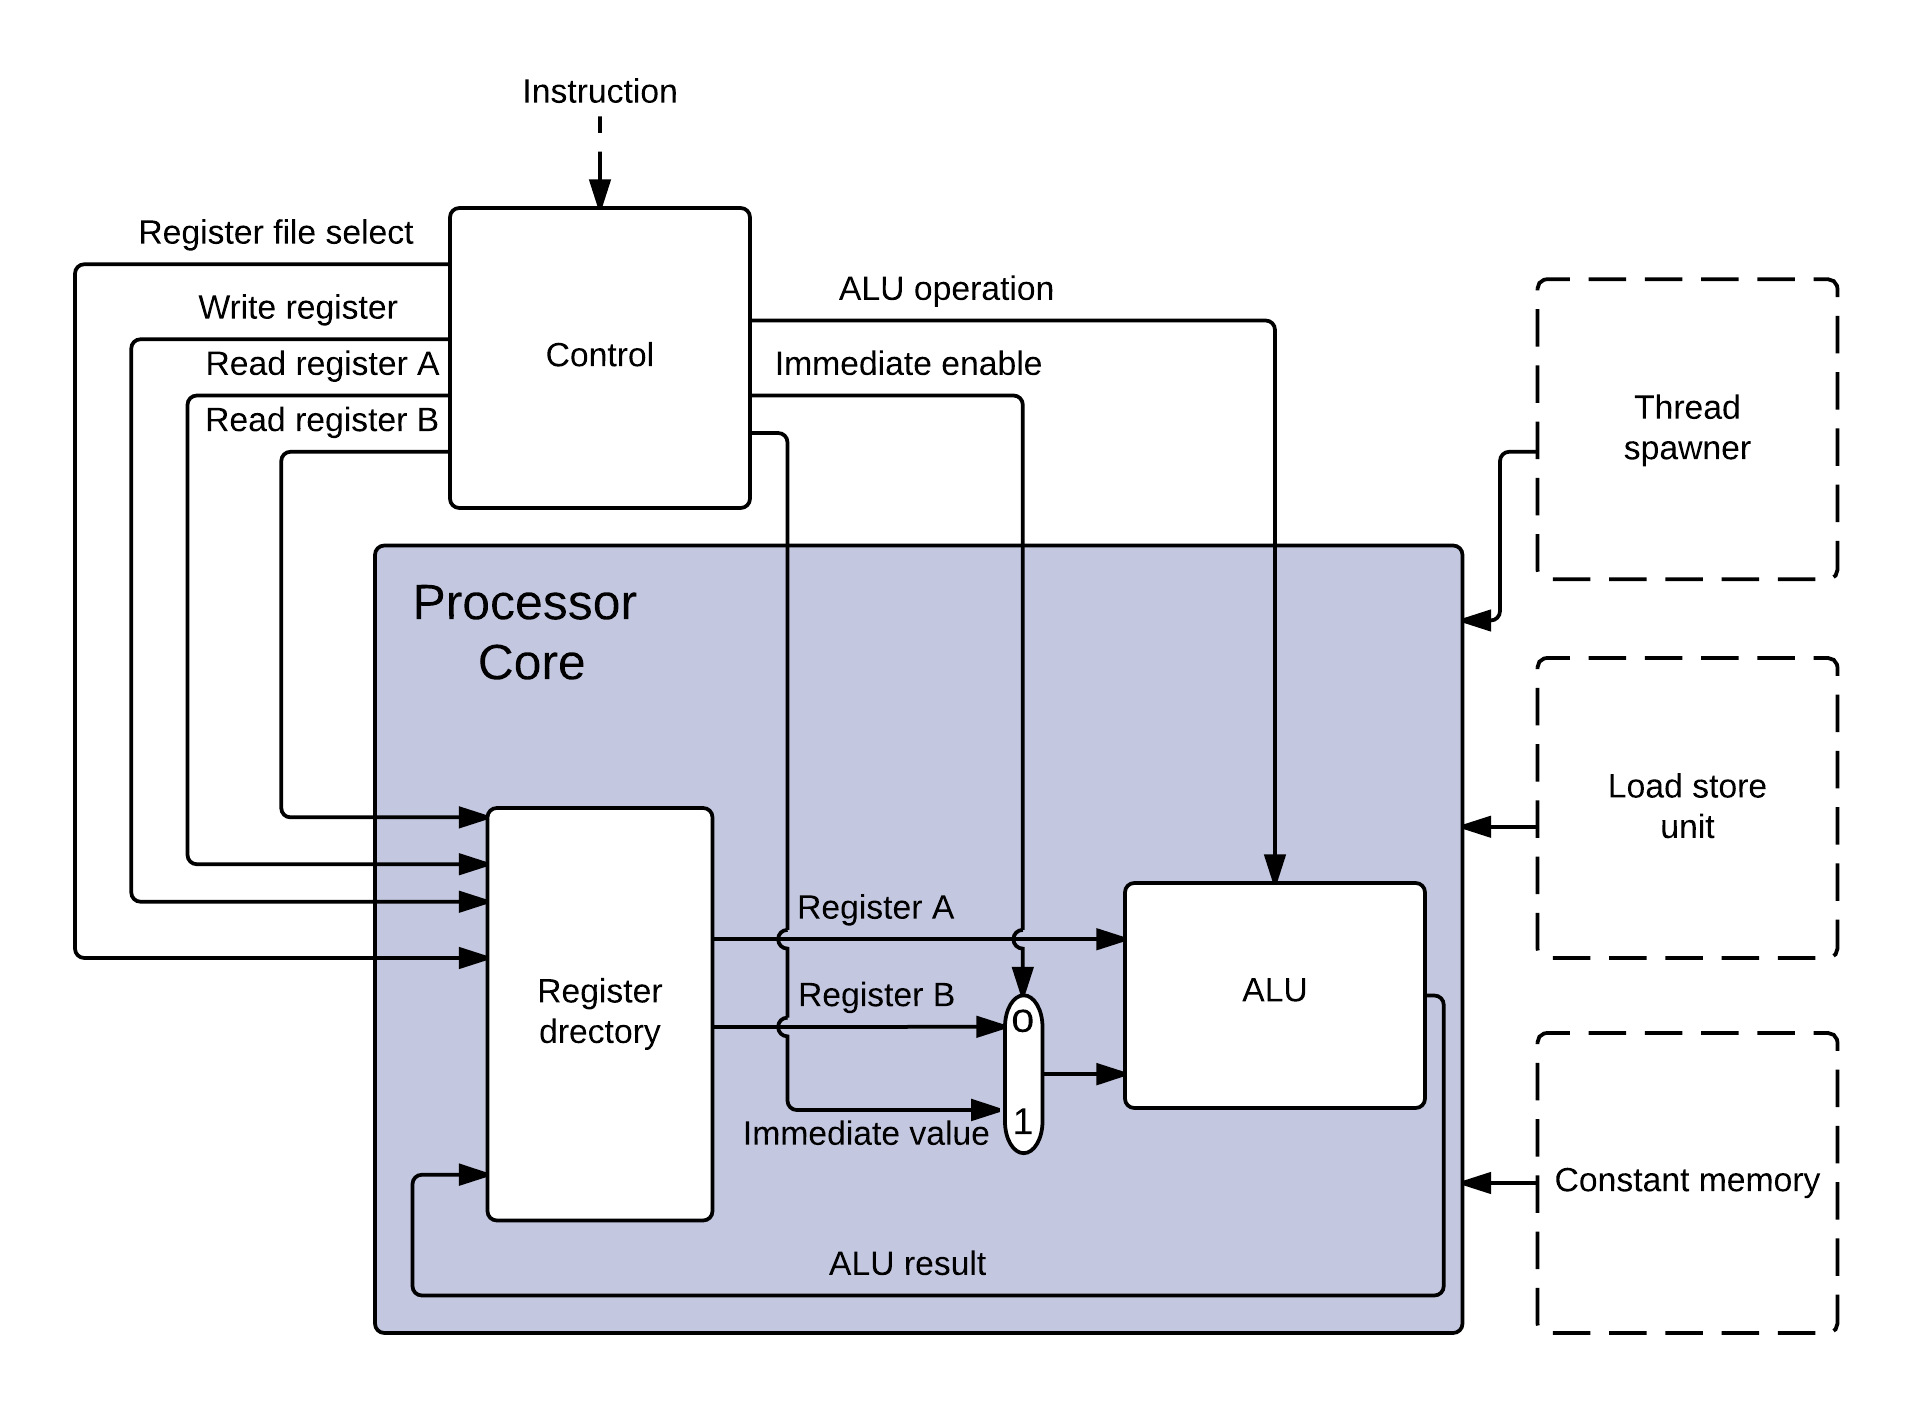 Instruction
Register file select
Write register
Read register A
Read register B
Control
ALU operation
Immediate enable
Thread
spawner
Processor
Core
Load store
unit
Register A
Register B
0
1
Immediate value
Register
drectory
ALU
Constant memory
ALU result